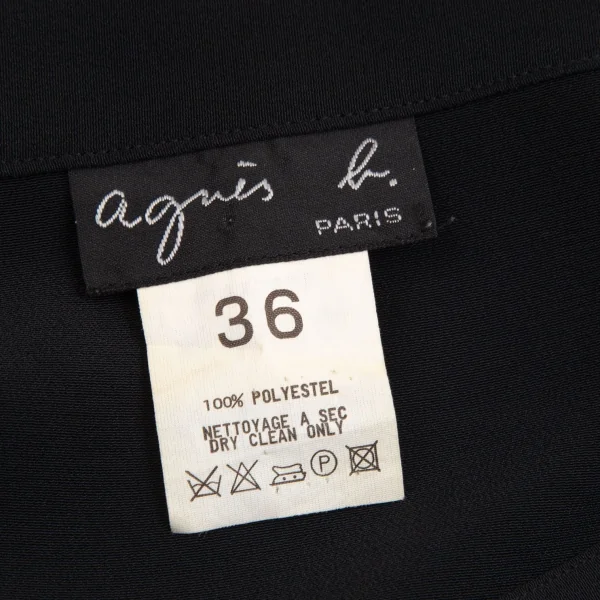 agnès b.
PARIS
36
100% POLYESTEL
NETTOYAGE A SEC
DRY CLEAN ONLY
P